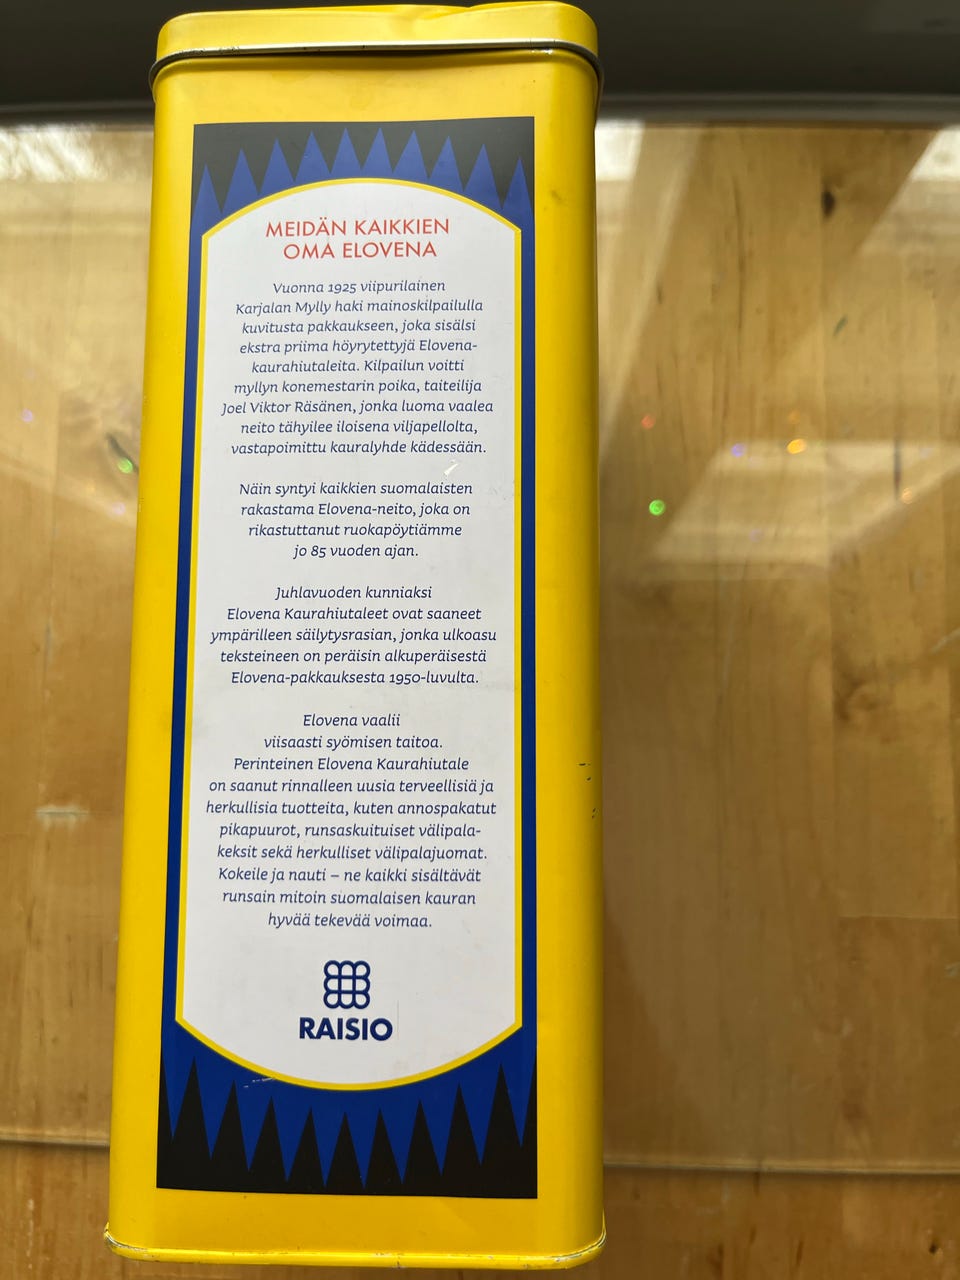 MEIDÄN KAIKKIEN
OMA ELOVENA
Vuonna 1925 viipurilainen
Karjalan Mylly haki mainoskilpailulla
kuvitusta pakkaukseen, joka sisälsi
ekstra priima höyrytettyjä Elovena-
kaurahiutaleita. Kilpailun voitti
myllyn konemestarin poika, taiteilija
Joel Viktor Räsänen, jonka luoma vaalea
neito tähyilee iloisena viljapellolta,
vastapoimittu kauralyhde kädessään.
Näin syntyi kaikkien suomalaisten
rakastama Elovena-neito, joka on
rikastuttanut ruokapöytiämme
jo 85 vuoden ajan.
Juhlavuoden kunniaksi
Elovena Kaurahiutaleet ovat saaneet
ympärilleen säilytysrasian, jonka ulkoasu
teksteineen on peräisin alkuperäisestä
Elovena-pakkauksesta 1950-luvulta.
Elovena vaalii
viisaasti syömisen taitoa.
Perinteinen Elovena Kaurahiutale
on saanut rinnalleen uusia terveellisiä ja
herkullisia tuotteita, kuten annospakatut
pikapuurot, runsaskuituiset välipala-
keksit sekä herkulliset välipalajuomat.
Kokeile ja nauti – ne kaikki sisältävät
runsain mitoin suomalaisen kauran
hyvää tekevää voimaa.
RAISIO